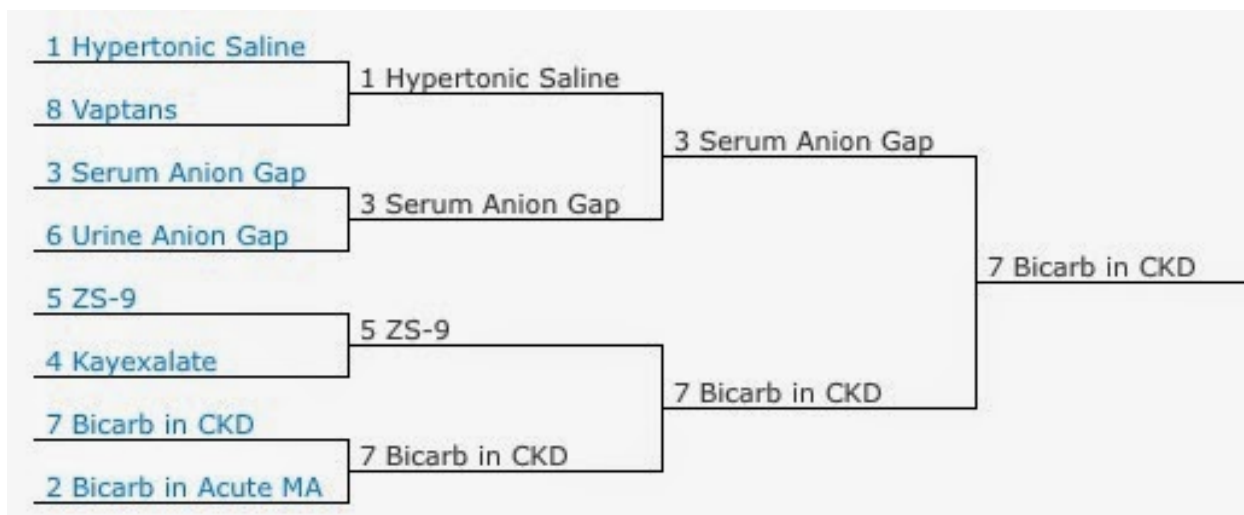 1 Hypertonic Saline
8 Vaptans
3 Serum Anion Gap
6 Urine Anion Gap
5 ZS-9
4 Kayexalate
7 Bicarb in CKD
2 Bicarb in Acute MA
1 Hypertonic Saline
3 Serum Anion Gap
5 ZS-9
7 Bicarb in CKD
3 Serum Anion Gap
7 Bicarb in CKD
7 Bicarb in CKD